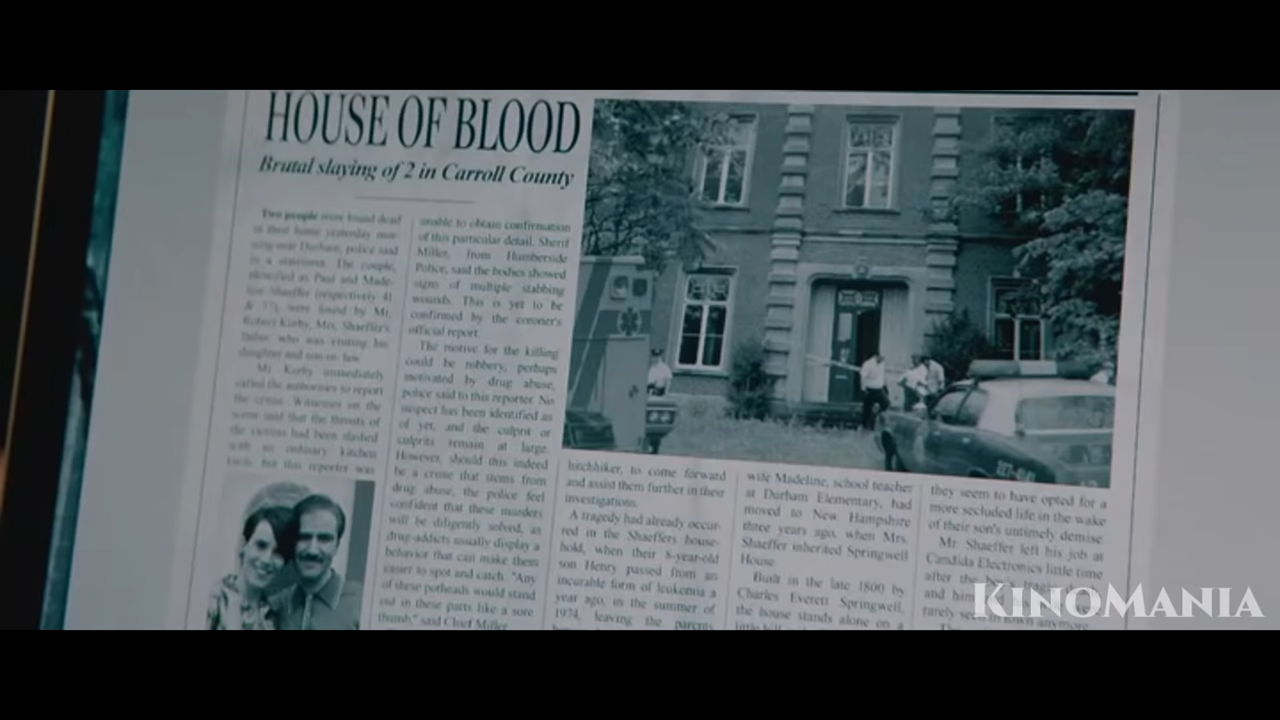 HOUSE OF BLOOD
Brutal slaying of 2 in Carroll County
Two people were found dead
in their home yesterday mor-
ning near Durham, police said
in a statement. The couple,
identified as Paul and Made-
line Shaeffer (respectively 41
& 37), were found by Mr.
Robert Kurby, Mrs. Shaeffer's
father who was visiting his
daughter and son-in-law.
Mr. Kurby immediately
called the authorities to report
the crime. Witnesses on the
scene said that the throats of
the victims had been slashed
with an ordinary kitchen
knife, but this reporter was
unable to obtain confirmation
of this particular detail. Sherif
Miller, from Humberside
Police, said the bodies showed
signs of multiple stabbing
wounds. This is yet to be
confirmed by the coroner's
official report.
The motive for the killing
could be robbery, perhaps
motivated by drug abuse,
police said to this reporter. No
suspect has been identified as
of yet, and the culprit or
culprits remain at large.
However, should this indeed
be a crime that stems from
drug abuse, the police feel
confident that these murders
will be diligently solved, as
drug-addicts usually display a
behavior that can make them
easier to spot and catch. "Any
of these potheads would stand
out in these parts like a sore
thumb," said Chief Miller
hitchhiker, to come forward
and assist them further in their
investigations.
A tragedy had already occur-
red in the Shaeffers house-
hold, when their 8-year-old
son Henry passed from an
incurable form of leukemia a
year ago, in the summer of
1974, leaving the parents
wife Madeline, school teacher
at Durham Elementary, had
moved to New Hampshire
three years ago, when Mrs.
Shaeffer inherited Springwell
House.
Built in the late 1800 by
Charles Everett Springwell,
the house stands alone on a
they seem to have opted for a
more secluded life in the wake
of their son's untimely demise
Mr. Shaeffer left his job at
Candida Electronics little time
after the
and him
rarely seen in town anymore.
KINOMANIA